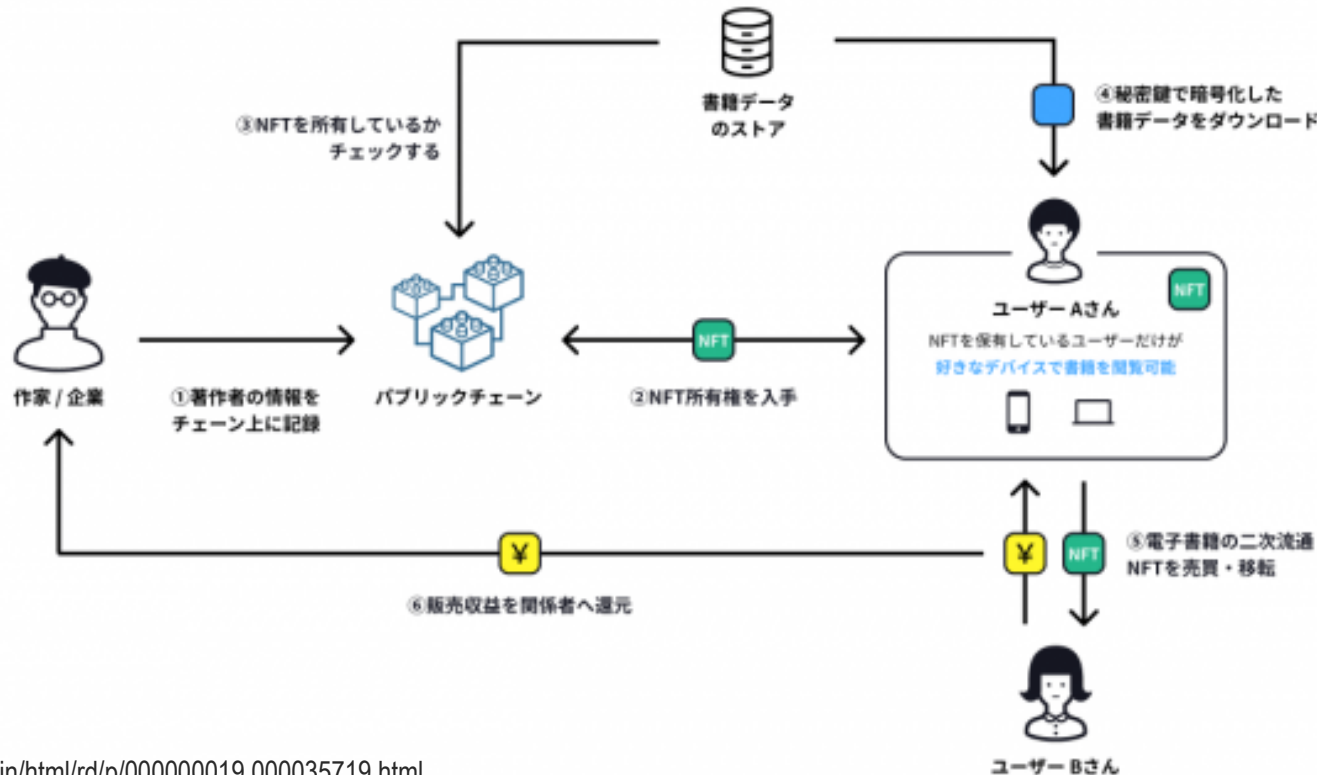 書籍データ
のストア
④秘密鍵で暗号化した
書籍データをダウンロード
③NFTを所有しているか
チェックする
NFT
ユーザー Aさん
NFTを保有しているユーザーだけが
好きなデバイスで書籍を閲覧可能
NFT
作家 / 企業
①著作者の情報を
チェーン上に記録
パブリックチェーン
②NFT所有権を入手
¥
¥
NFT
⑤電子書籍の二次流通
NFTを売買・移転
⑥販売収益を関係者へ還元
ユーザー Bさん
in/html/rd/p/000000019.000035719.html